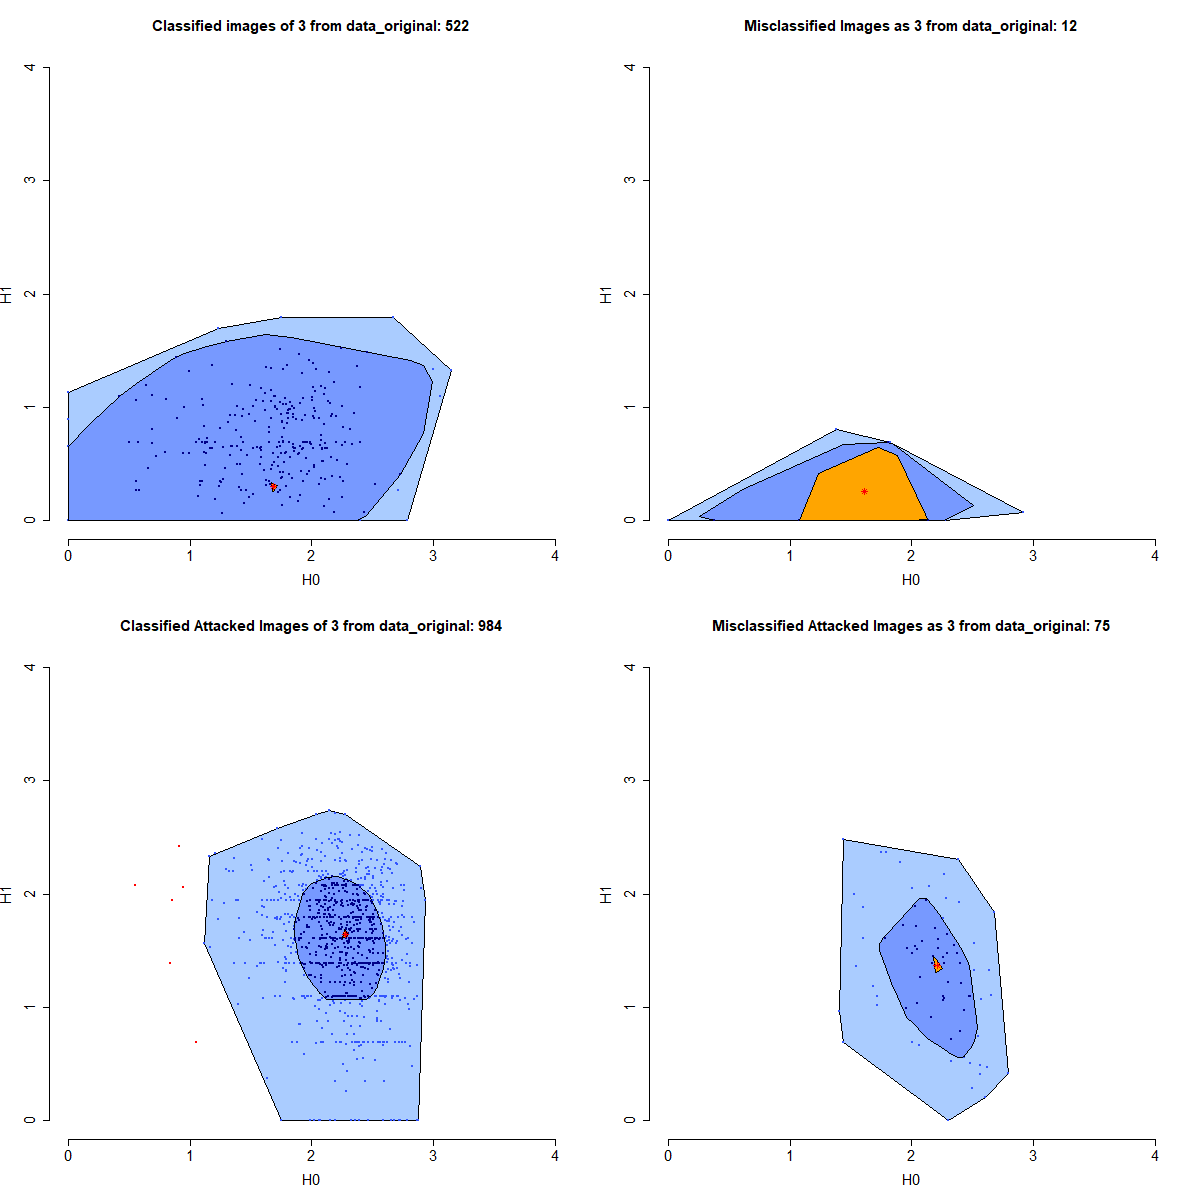 Classified images of 3 from data_original: 522
4
3
2
1
0
H1
0 1 2 3 4
H0
Misclassified Images as 3 from data_original: 12
4
3
2
1
0
H1
0 1 2 3 4
H0
Classified Attacked Images of 3 from data_original: 984
4
3
2
1
0
H1
0 1 2 3 4
H0
Misclassified Attacked Images as 3 from data_original: 75
4
3
2
1
0
H1
0 1 2 3 4
H0